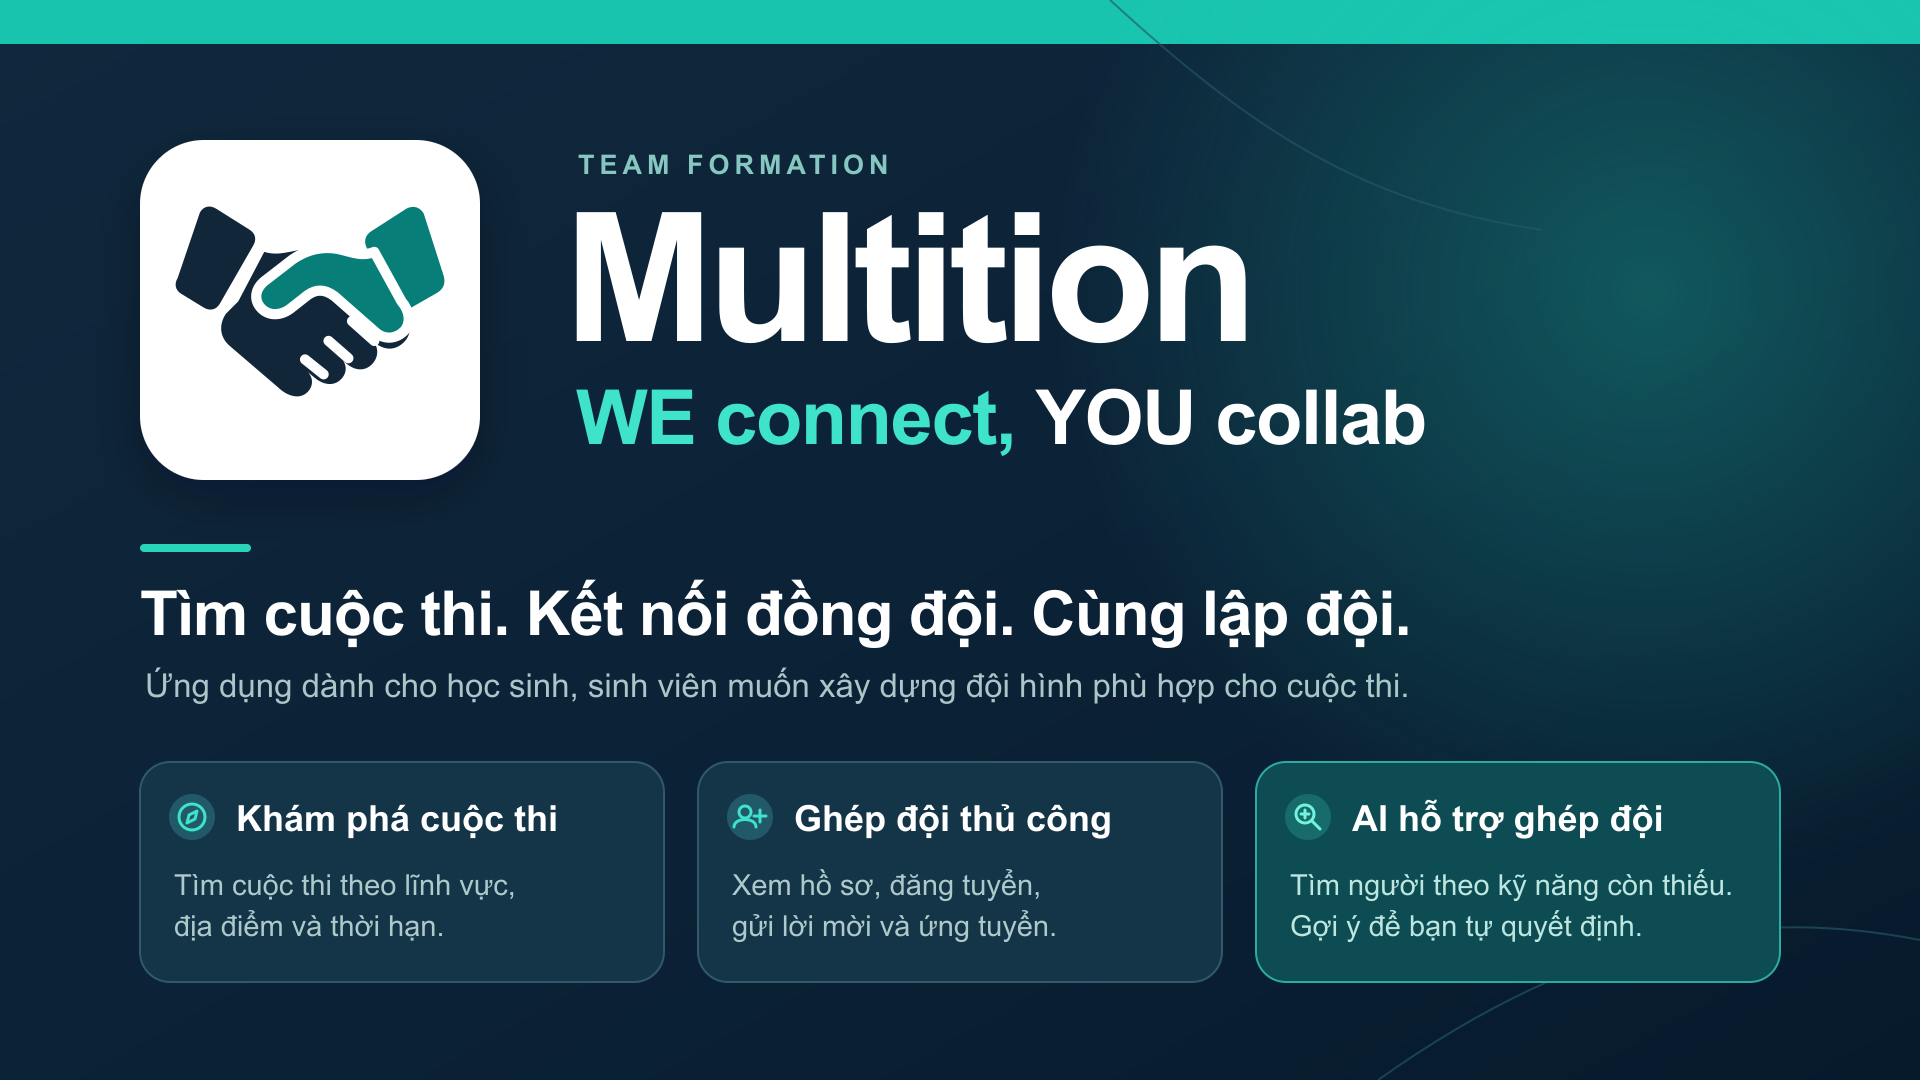 TEAM FORMATION
Multition
WE connect, YOU collab
Tìm cuộc thi. Kết nối đồng đội. Cùng lập đội.
Ứng dụng dành cho học sinh, sinh viên muốn xây dựng đội hình phù hợp cho cuộc thi.
Khám phá cuộc thi
Tìm cuộc thi theo lĩnh vực,
địa điểm và thời hạn.
Ghép đội thủ công
Xem hồ sơ, đăng tuyển,
gửi lời mời và ứng tuyển.
AI hỗ trợ ghép đội
Tìm người theo kỹ năng còn thiếu.
Gợi ý để bạn tự quyết định.